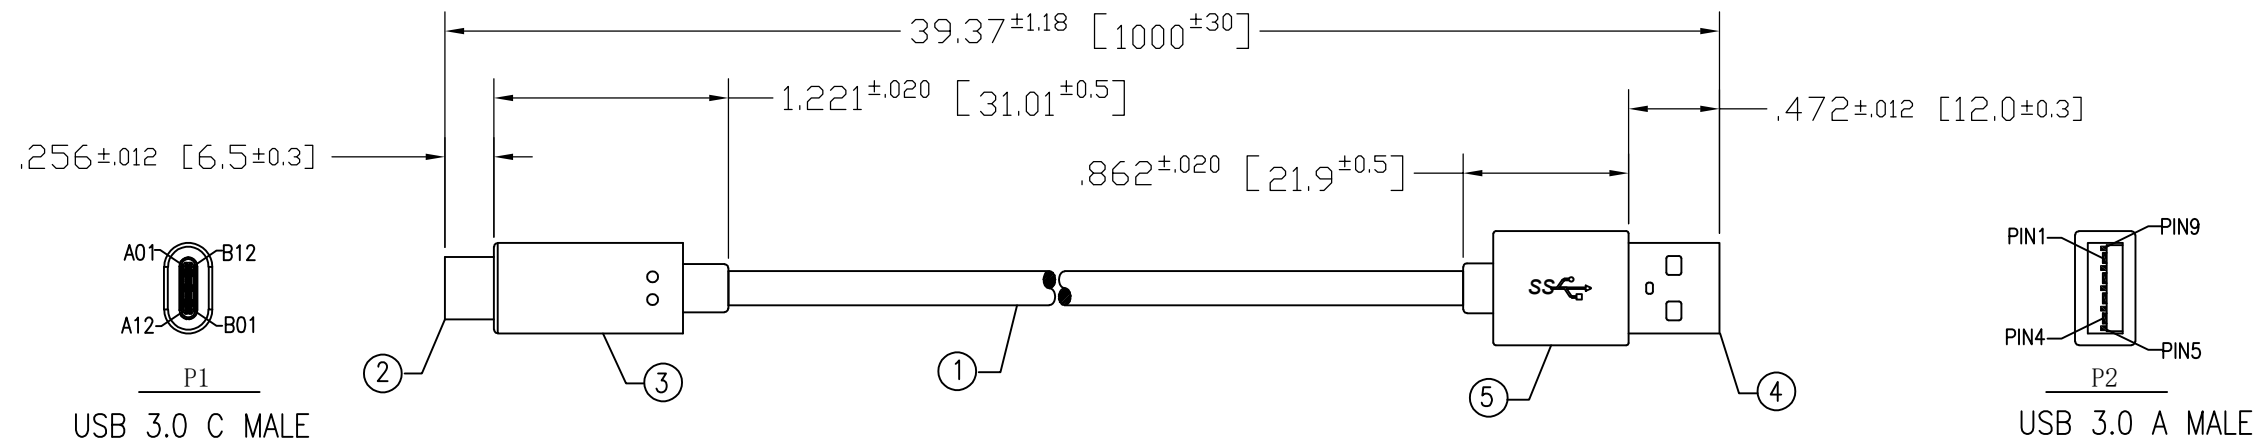 39.37±1.18 [1000±30]
1.221±.020 [31.01±0.5]
.472±.012 [12.0±0.3]
.256±.012 [6.5±0.3]
.862±.020 [21.9±0.5]
A01 B12
A12 B01
P1
USB 3.0 C MALE
2
3
1
SS
5
4
PIN1 PIN9
PIN4 PIN5
P2
USB 3.0 A MALE